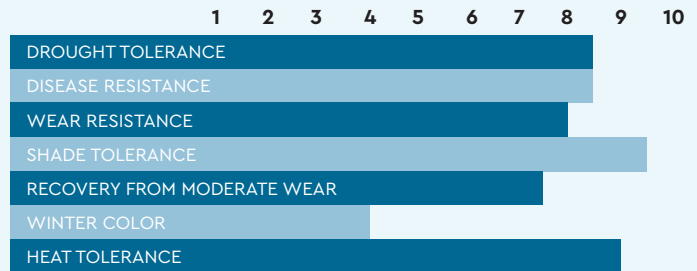 1 2 3 4 5 6 7 8 9 10
DROUGHT TOLERANCE
DISEASE RESISTANCE
WEAR RESISTANCE
SHADE TOLERANCE
RECOVERY FROM MODERATE WEAR
WINTER COLOR
HEAT TOLERANCE